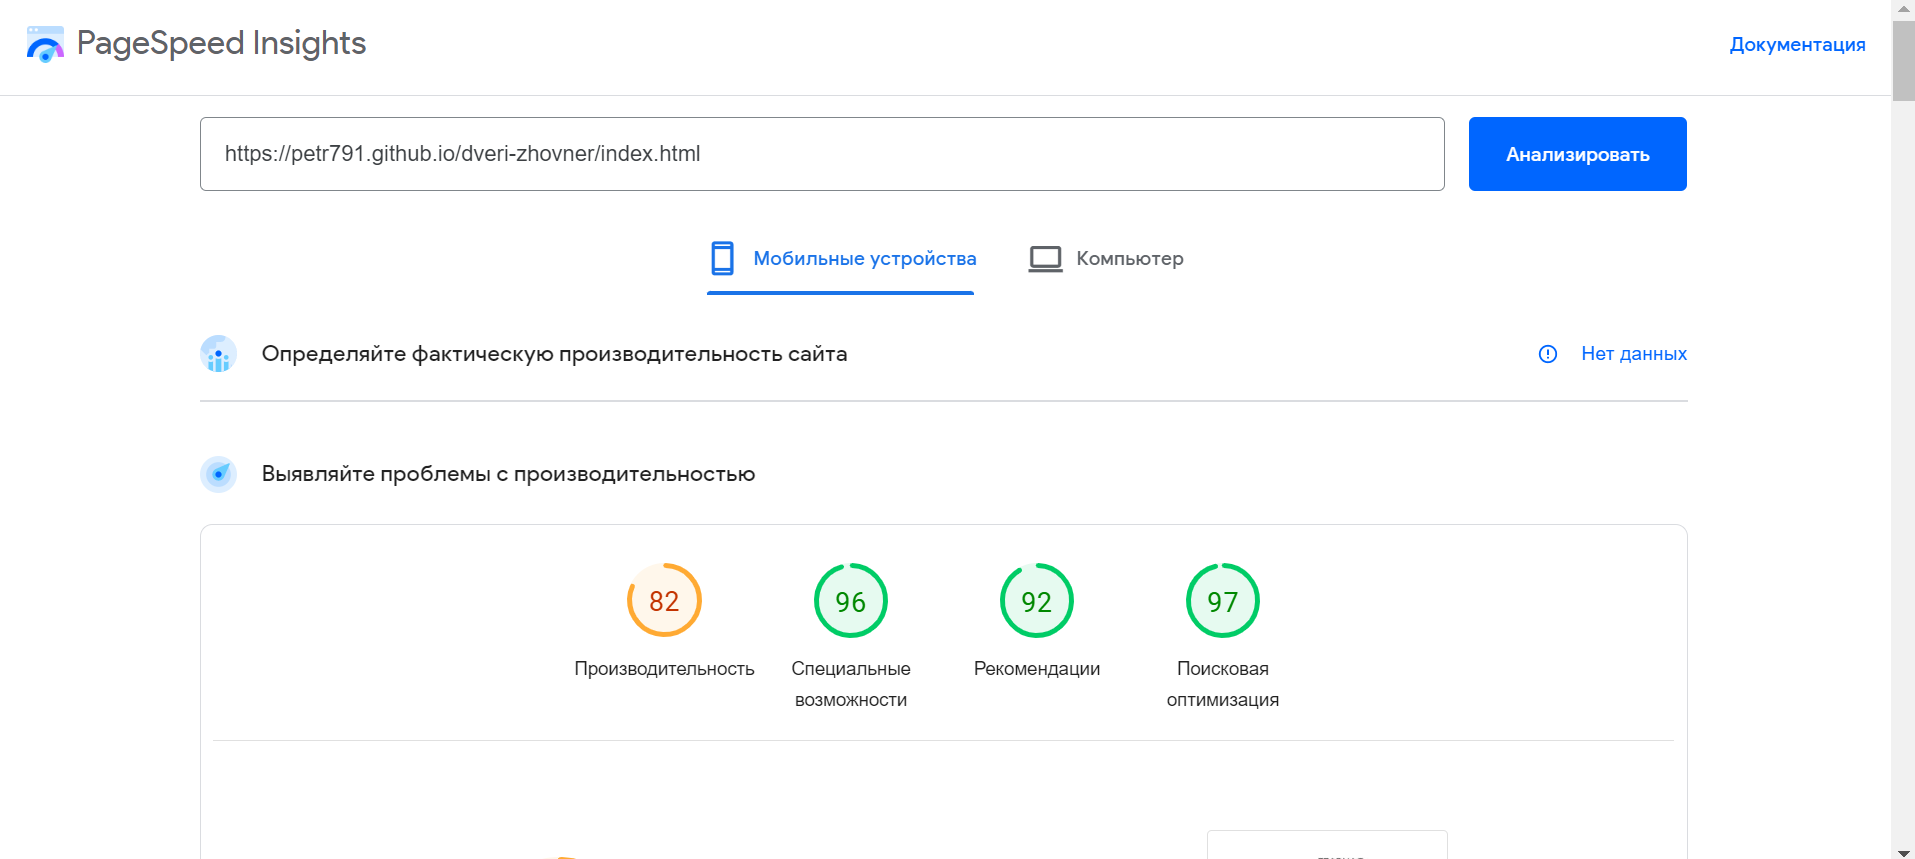 PageSpeed Insights
Документация
https://petr791.github.io/dveri-zhovner/index.html
Анализировать
Мобильные устройства
Компьютер
Определяйте фактическую производительность сайта
Нет данных
Выявляйте проблемы с производительностью
82
96
92
97
Производительность
Специальные возможности
Рекомендации
Поисковая оптимизация